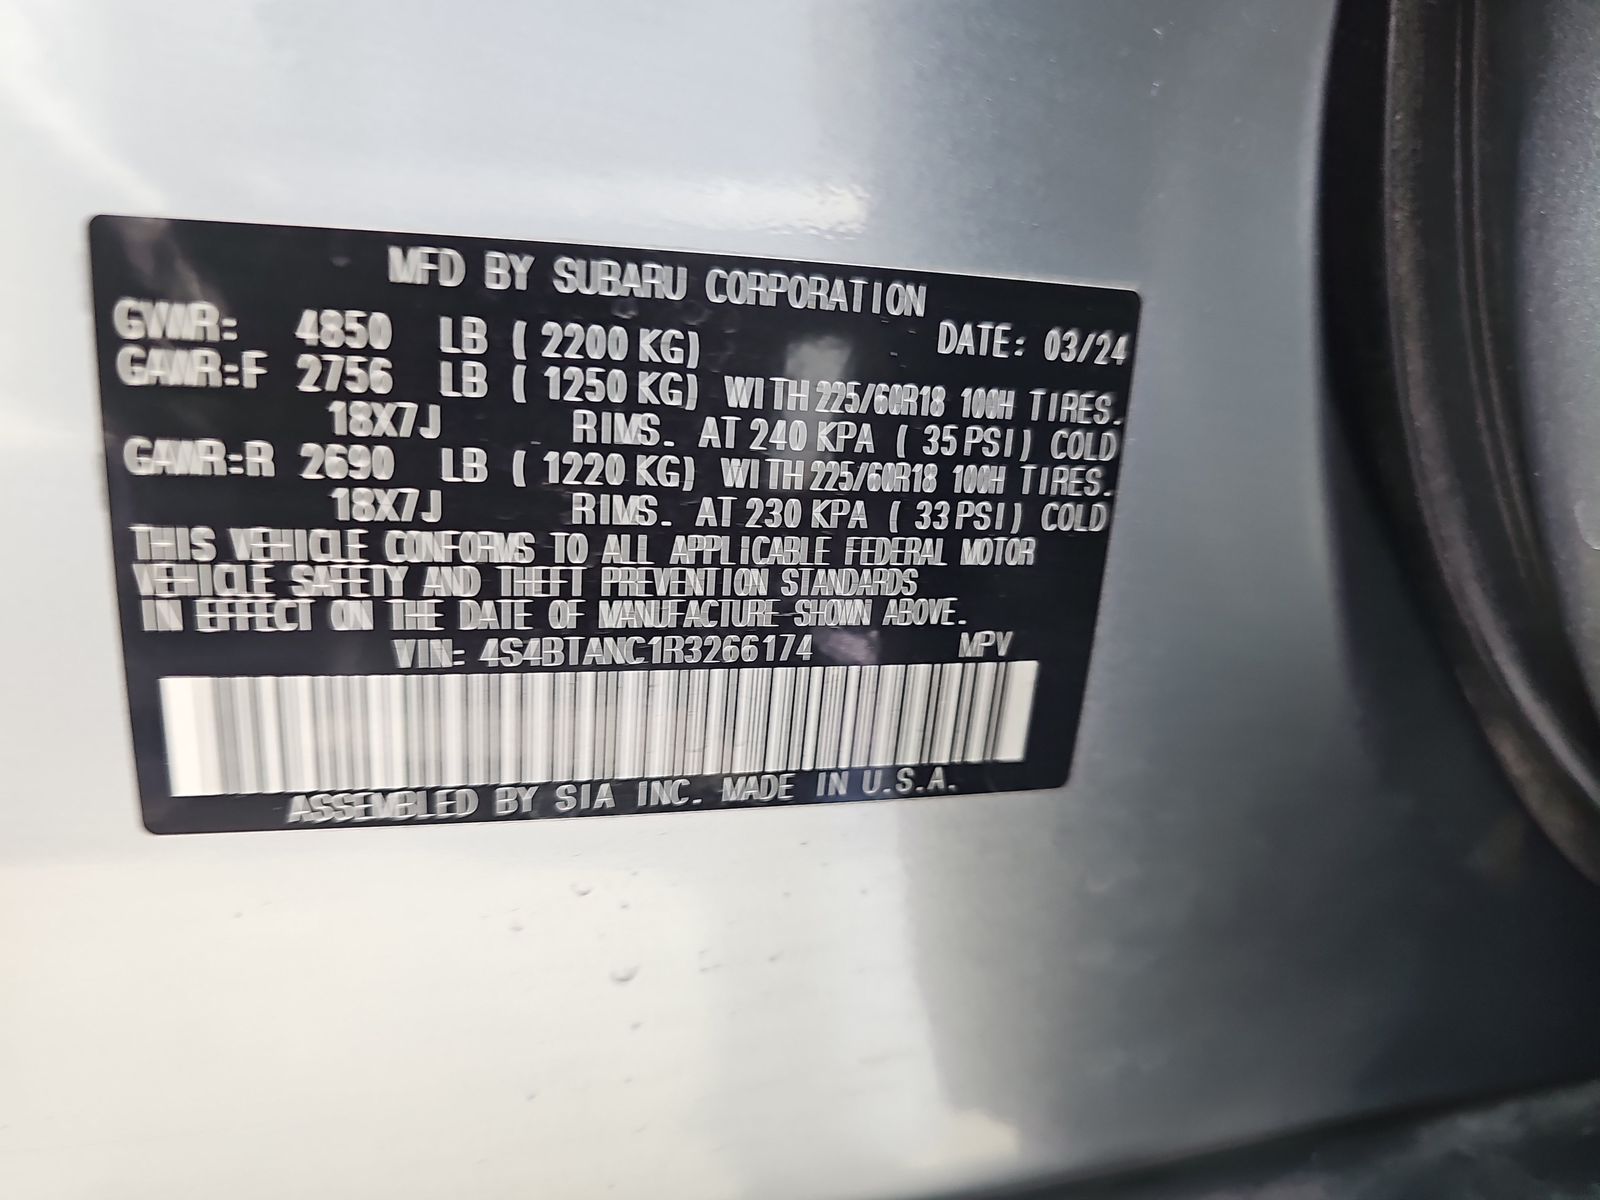 MFD BY SUBARU CORPORATION
GVWR: 4850 LB ( 2200 KG) DATE: 03/24
GAWR:F 2756 LB ( 1250 KG) WITH 225/60R18 100H TIRES.
18X7J RIMS. AT 240 KPA ( 35 PSI) COLD
GAWR:R 2690 LB ( 1220 KG) WITH 225/60R18 100H TIRES.
18X7J RIMS. AT 230 KPA ( 33 PSI) COLD
THIS VEHICLE CONFORMS TO ALL APPLICABLE FEDERAL MOTOR
VEHICLE SAFETY AND THEFT PREVENTION STANDARDS
IN EFFECT ON THE DATE OF MANUFACTURE SHOWN ABOVE.
VIN: 4S4BTANC1R3266174 MPV
ASSEMBLED BY SIA INC. MADE IN U.S.A.